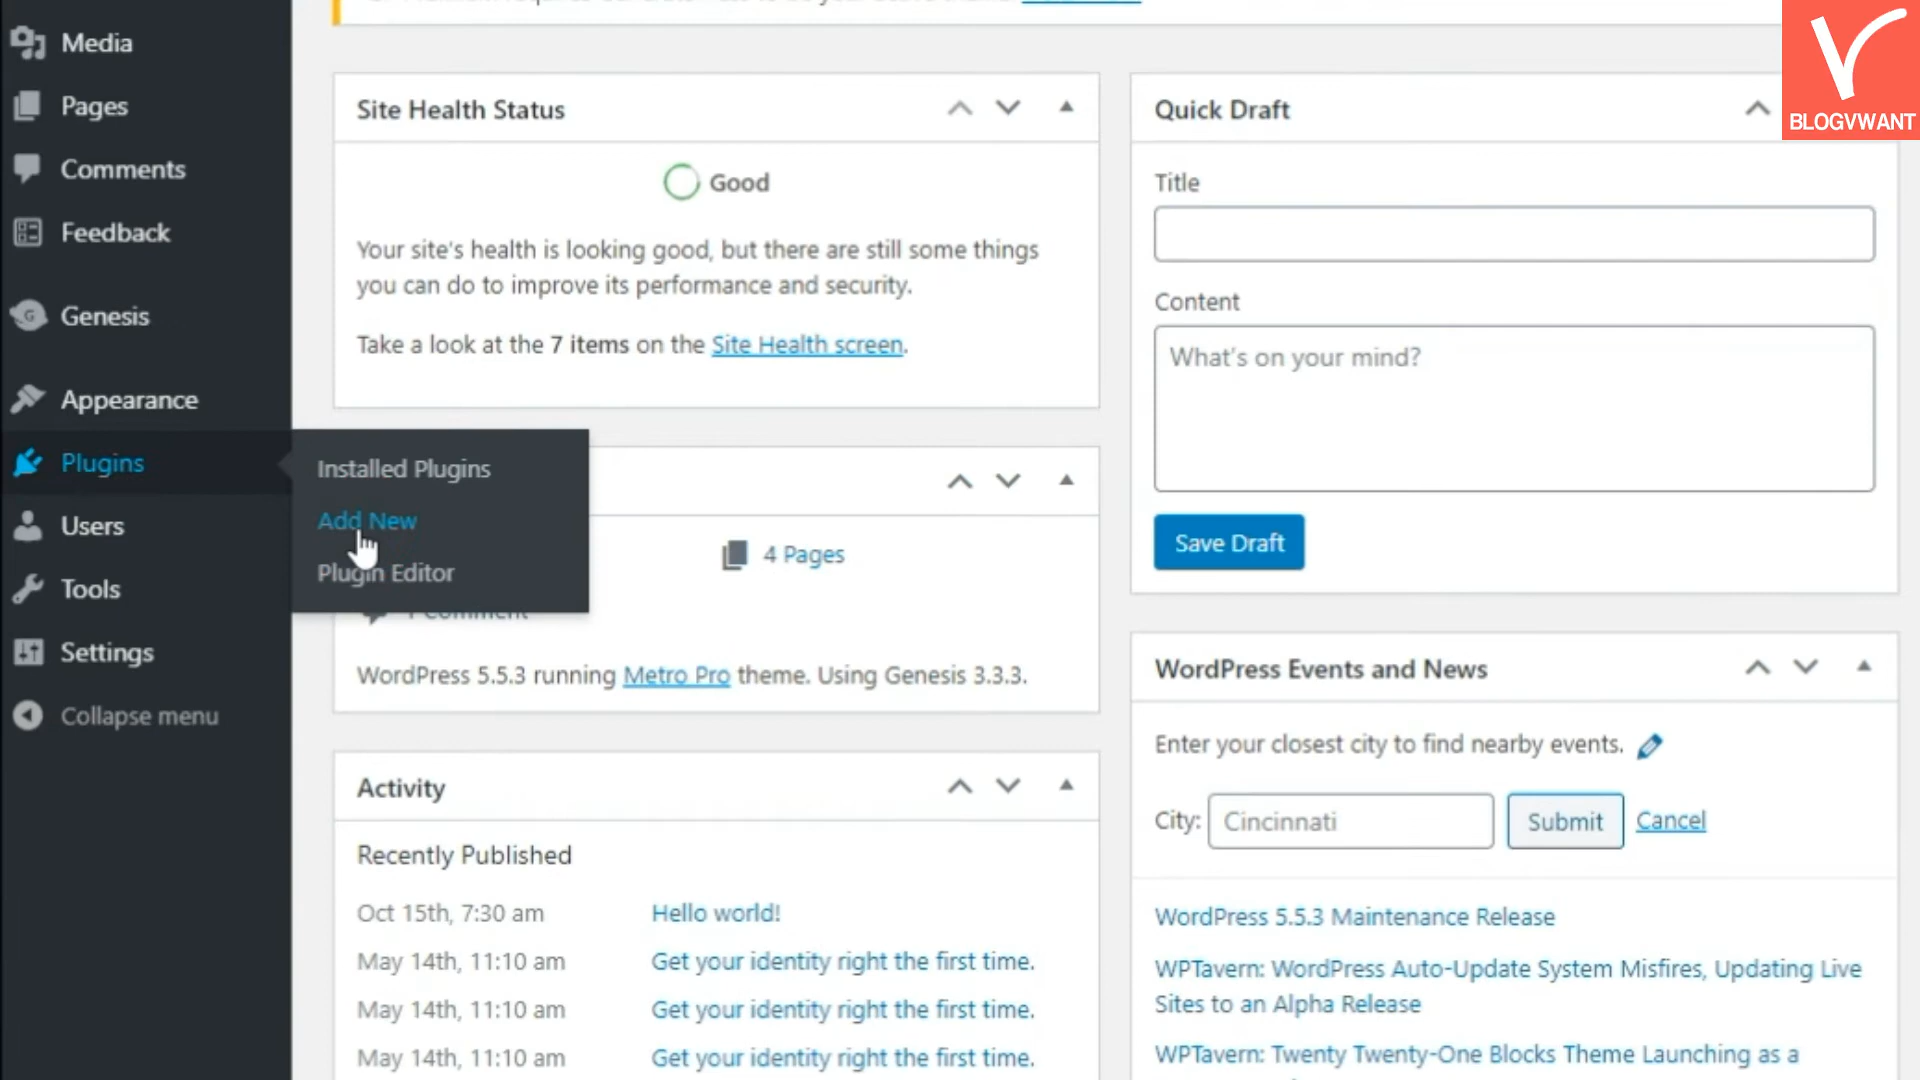 Media
Pages
Comments
Feedback
Genesis
Appearance
Plugins
Users
Tools
Settings
Collapse menu
Installed Plugins
Add New
Plugin Editor
Site Health Status
Good
Your site's health is looking good, but there are still some things
you can do to improve its performance and security.
Take a look at the 7 items on the Site Health screen.
4 Pages
1 Comment
WordPress 5.5.3 running Metro Pro theme. Using Genesis 3.3.3.
Activity
Recently Published
Oct 15th, 7:30 am Hello world!
May 14th, 11:10 am Get your identity right the first time.
May 14th, 11:10 am Get your identity right the first time.
May 14th, 11:10 am Get your identity right the first time.
Quick Draft
Title
Content
What's on your mind?
Save Draft
WordPress Events and News
Enter your closest city to find nearby events.
City: Cincinnati Submit Cancel
WordPress 5.5.3 Maintenance Release
WPTavern: WordPress Auto-Update System Misfires, Updating Live
Sites to an Alpha Release
WPTavern: Twenty Twenty-One Blocks Theme Launching as a
BLOGVWANT